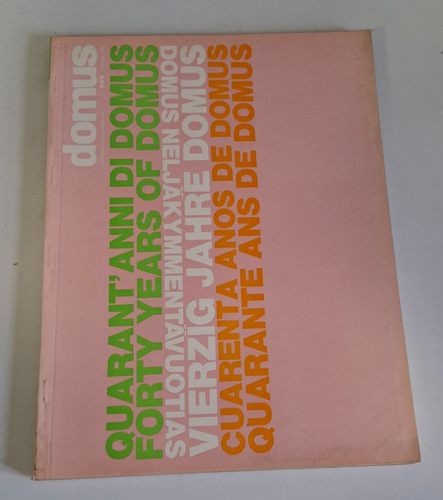 domus
QUARANT'ANNI DI DOMUS
FORTY YEARS OF DOMUS
DOMUS NELJÄKYMMENTÄVUOTIAS
VIERZIG JAHRE DOMUS
CUARENTA ANOS DE DOMUS
QUARANTE ANS DE DOMUS